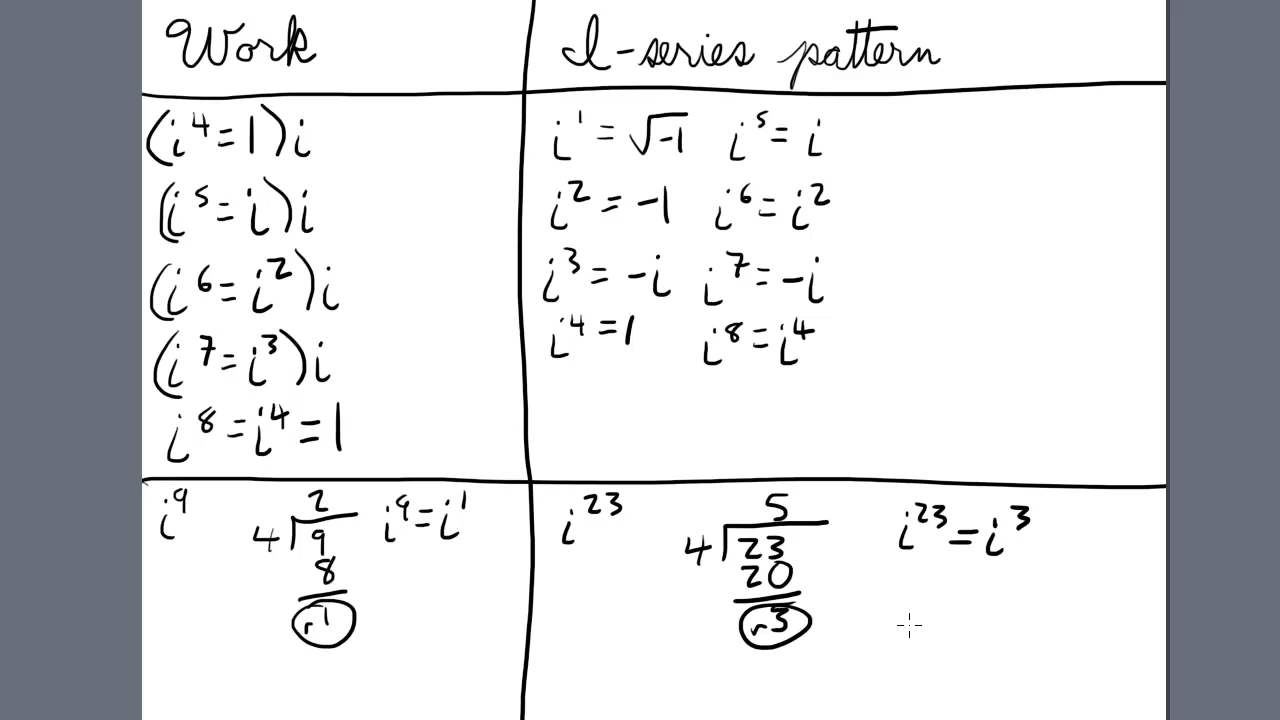 Work
I-series pattern
(i⁴ = 1)i
(i⁵ = i)i
(i⁶ = i²)i
(i⁷ = i³)i
i⁸ = i⁴ = 1
i¹ = √-1 i⁵ = i
i² = -1 i⁶ = i²
i³ = -i i⁷ = -i
i⁴ = 1 i⁸ = i⁴
i⁹
2
4 9
8
r1
i⁹ = i¹
i²³
5
4 23
20
r3
i²³ = i³